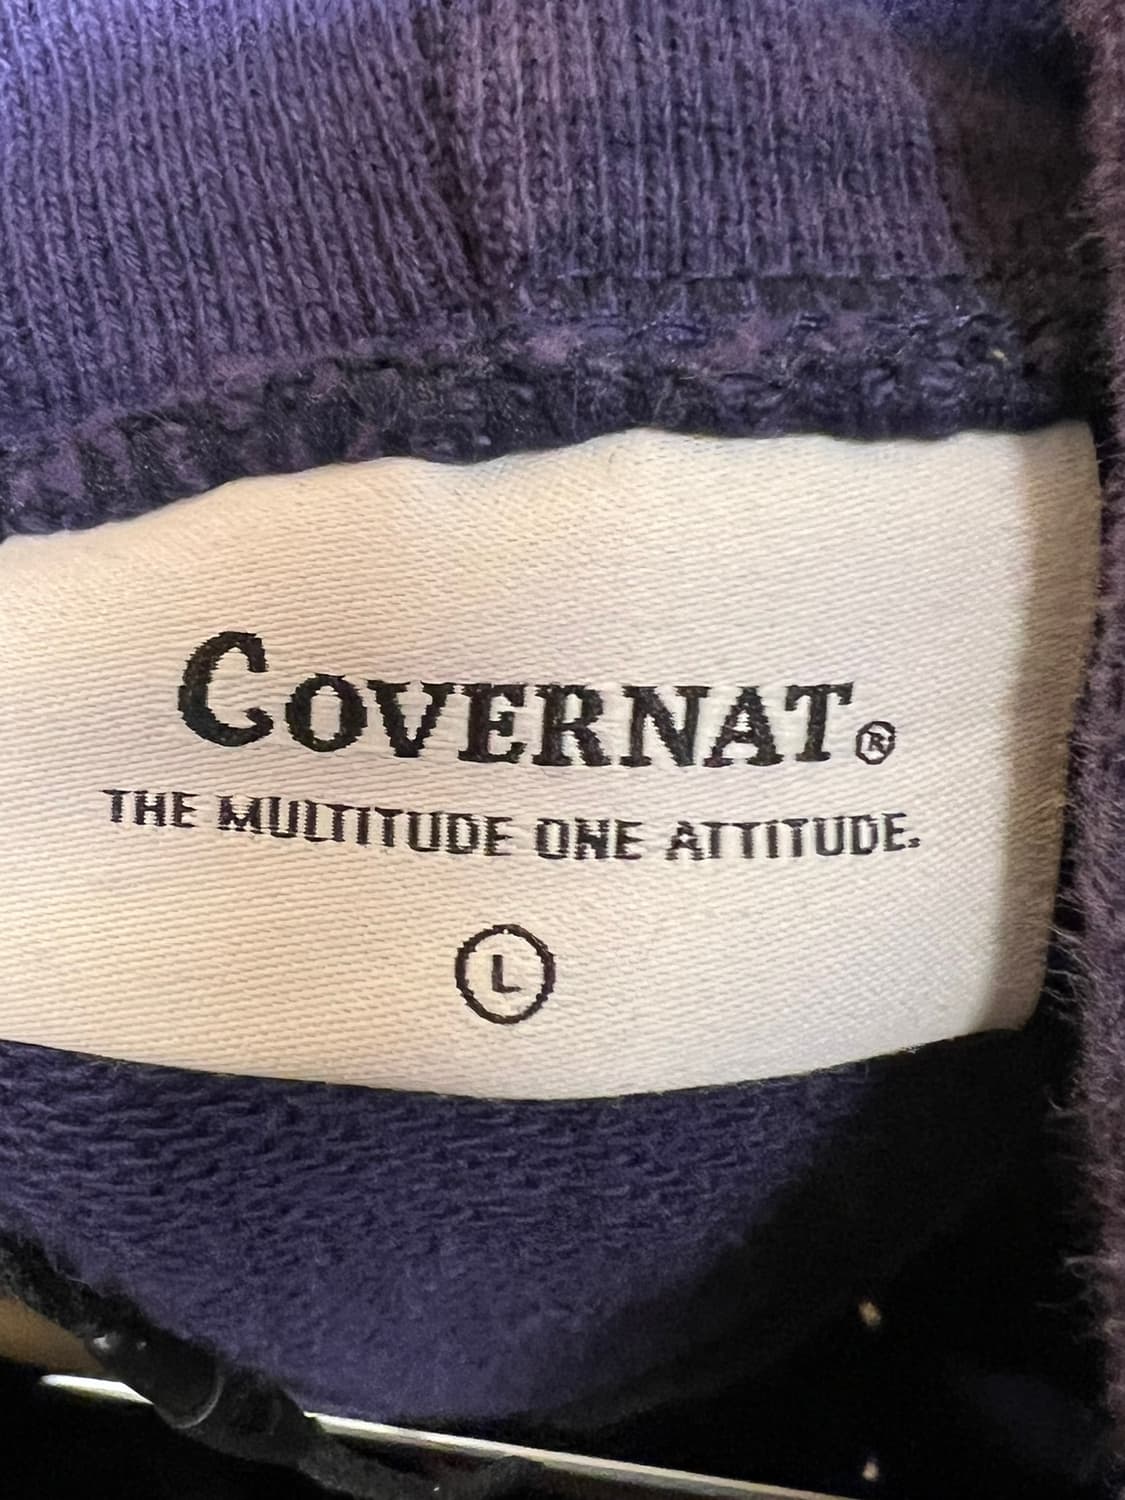 COVERNAT®
THE MULTITUDE ONE ATTITUDE.
L